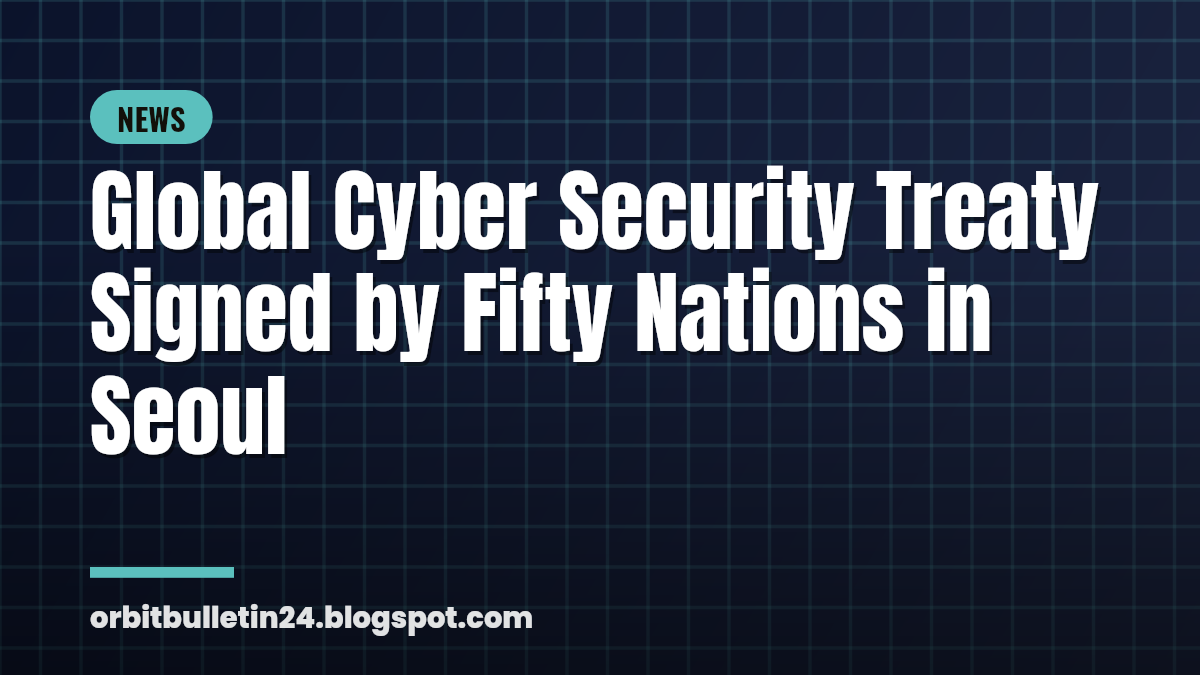 NEWS
Global Cyber Security Treaty
Signed by Fifty Nations in
Seoul
orbitbulletin24.blogspot.com